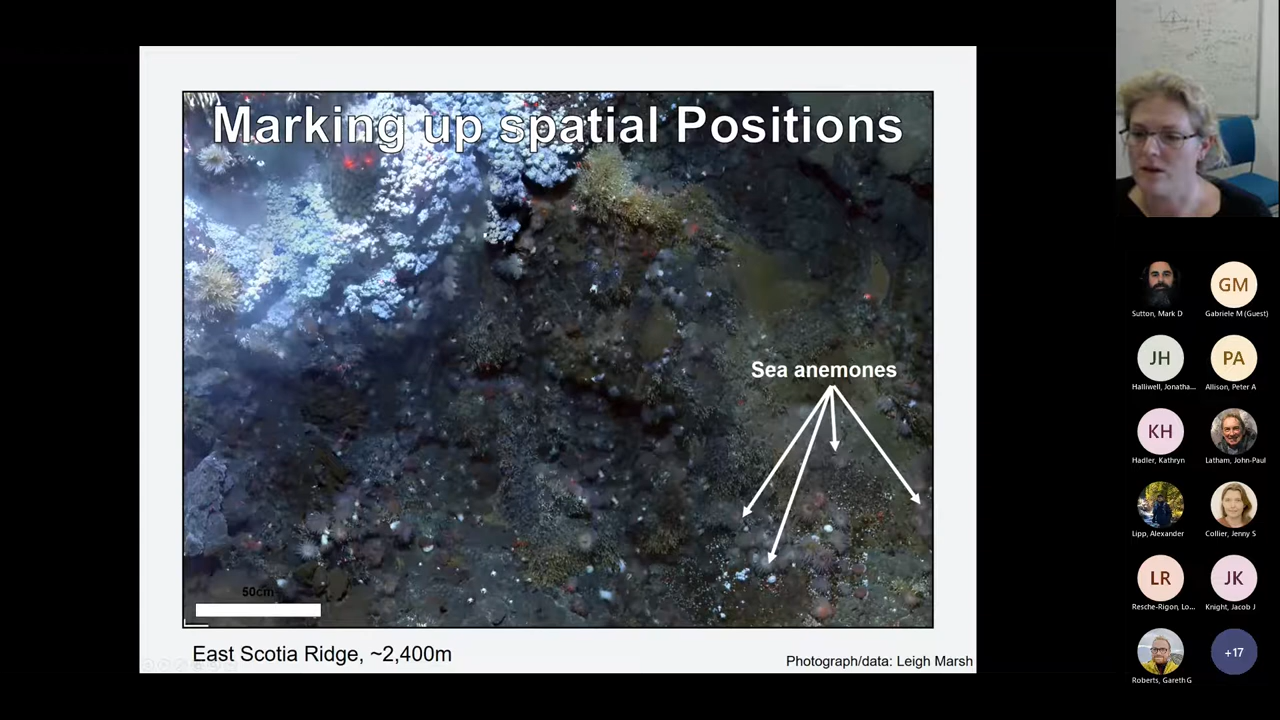 Marking up spatial Positions
Sea anemones
50cm
East Scotia Ridge, ~2,400m
Photograph/data: Leigh Marsh
Sutton, Mark D
GM
Gabriele M (Guest)
JH
Halliwell, Jonatha...
PA
Allison, Peter A
KH
Hadler, Kathryn
Latham, John-Paul
Lipp, Alexander
Collier, Jenny S
LR
Resche-Rigon, Lo...
JK
Knight, Jacob J
Roberts, Gareth G
+17